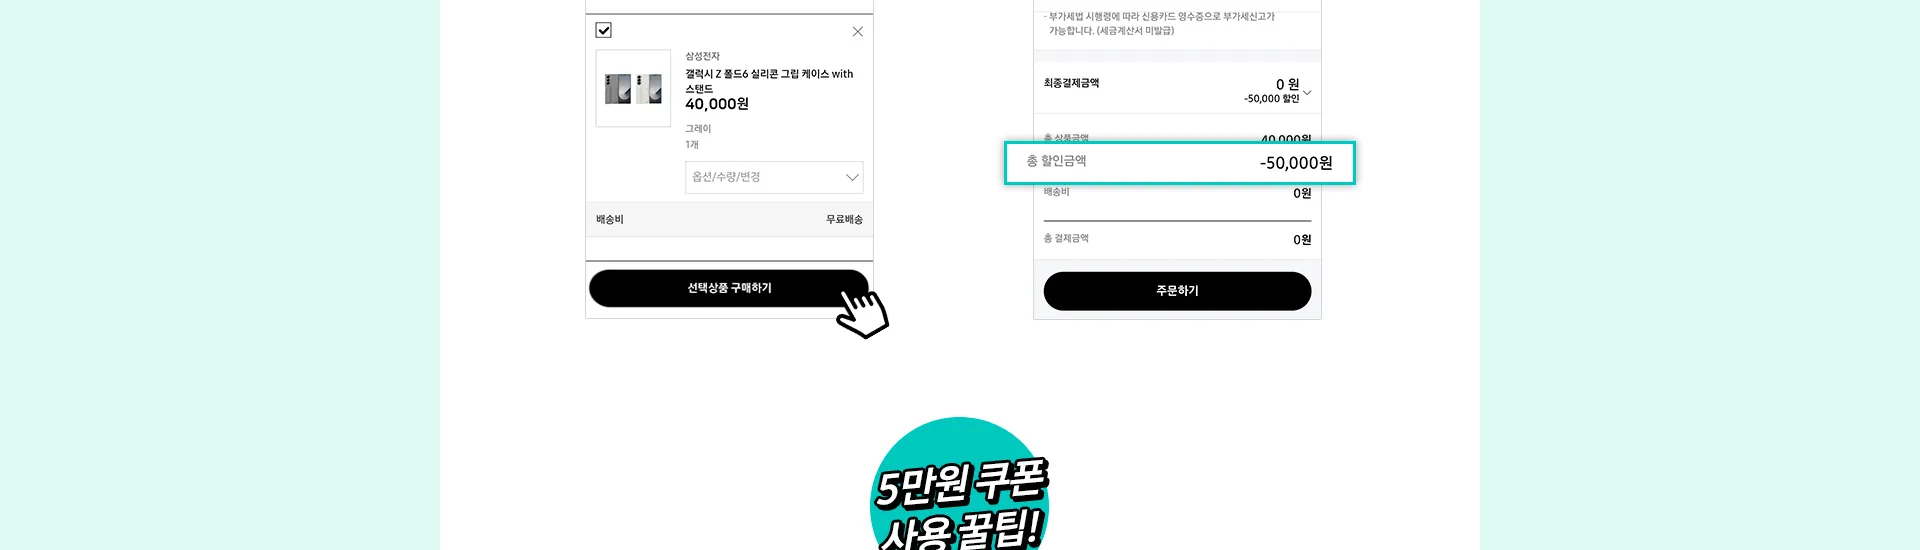 삼성전자
갤럭시 Z 폴드6 실리콘 그립 케이스 with
스탠드
40,000원
그레이
1개
옵션/수량/변경
배송비
무료배송
선택상품 구매하기
· 부가세법 시행령에 따라 신용카드 영수증으로 부가세신고가
가능합니다. (세금계산서 미발급)
최종결제금액
0 원
-50,000 할인
총 상품금액
40,000원
총 할인금액
-50,000원
배송비
0원
총 결제금액
0원
주문하기
5만원 쿠폰
사용 꿀팁!